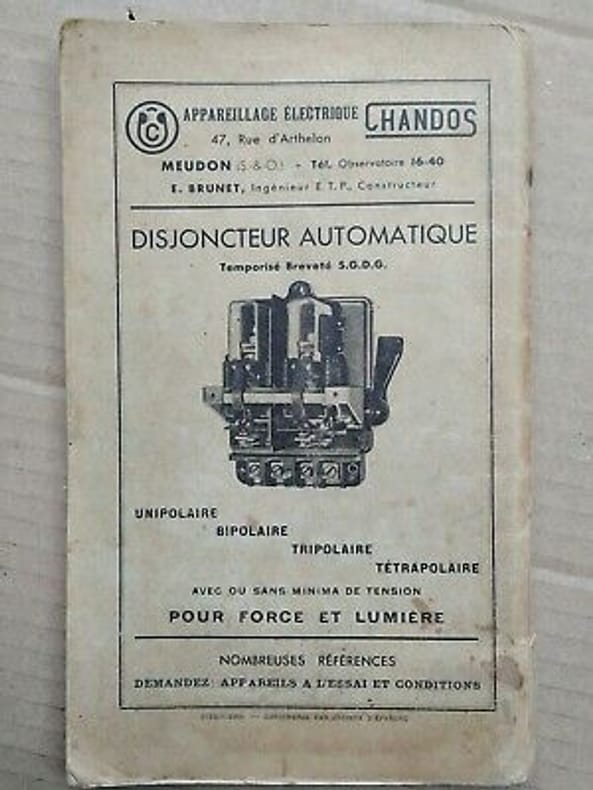 C
APPAREILLAGE ÉLECTRIQUE CHANDOS
47, Rue d'Arthelon
MEUDON (S.-&-O.) - Tél. Observatoire 16-40
E. BRUNET, Ingénieur E.T.P., Constructeur
DISJONCTEUR AUTOMATIQUE
Temporisé Breveté S.G.D.G.
UNIPOLAIRE
BIPOLAIRE
TRIPOLAIRE
TÉTRAPOLAIRE
AVEC OU SANS MINIMA DE TENSION
POUR FORCE ET LUMIÈRE
NOMBREUSES RÉFÉRENCES
DEMANDEZ: APPAREILS A L'ESSAI ET CONDITIONS